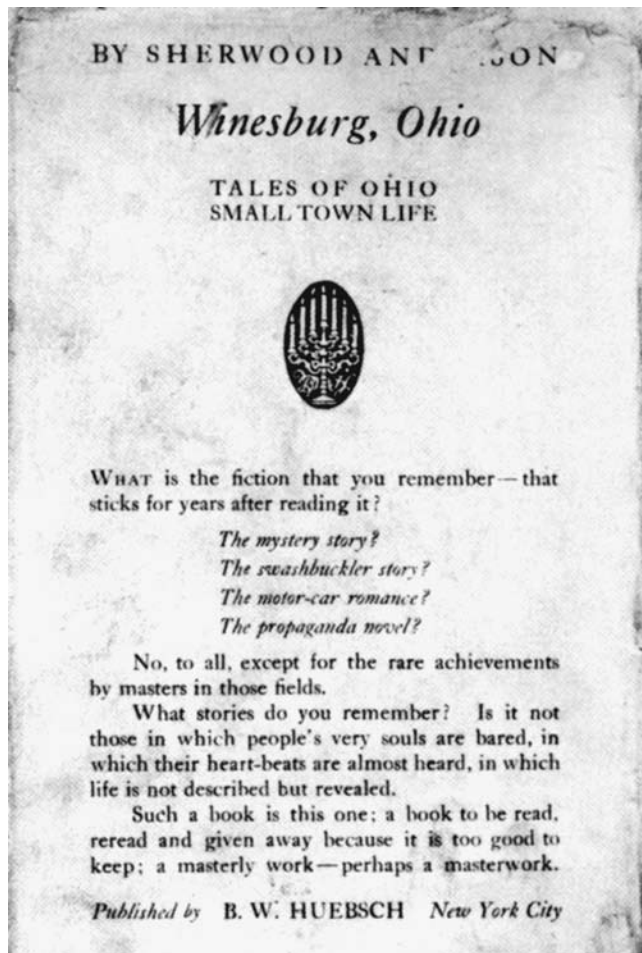 BY SHERWOOD
Winesburg, Ohio
TALES OF OHIO
SMALL TOWN LIFE
WHAT is the fiction that you remember—that
sticks for years after reading it?
The mystery story?
The swashbuckler story?
The motor-car romance?
The propaganda novel?
No, to all, except for the rare achievements
by masters in those fields.
What stories do you remember? Is it not
those in which people's very souls are bared, in
which their heart-beats are almost heard, in which
life is not described but revealed.
Such a book is this one; a book to be read,
reread and given away because it is too good to
keep; a masterly work—perhaps a masterwork.
Published by B. W. HUEBSCH New York City